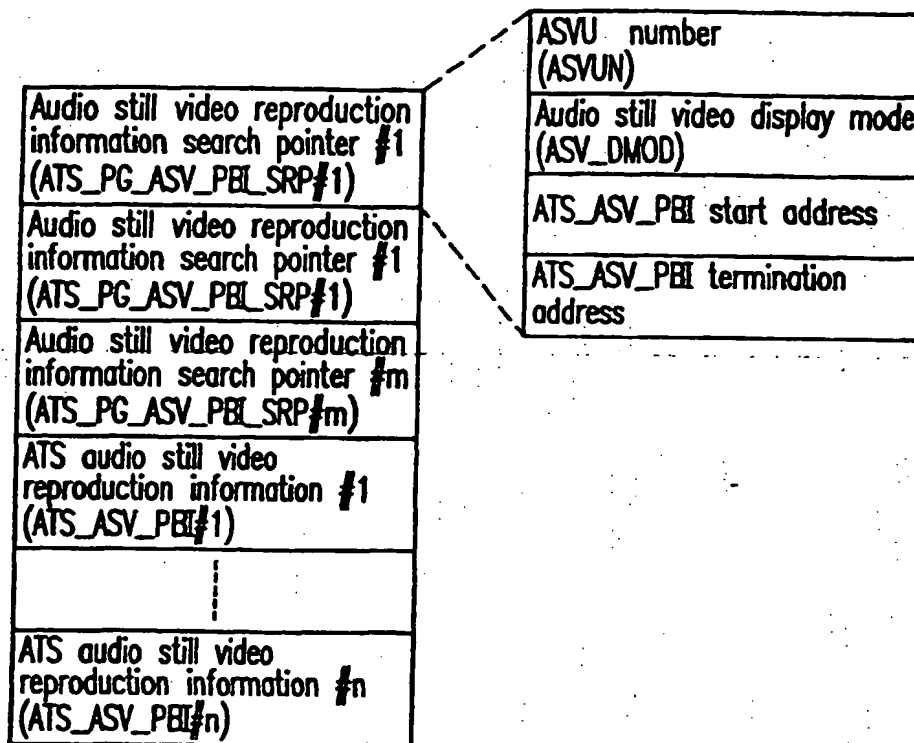 Audio still video reproduction
information search pointer #1
(ATS_PG_ASV_PBI_SRP#1)
Audio still video reproduction
information search pointer #1
(ATS_PG_ASV_PBI_SRP#1)
Audio still video reproduction
information search pointer #m
(ATS_PG_ASV_PBI_SRP#m)
ATS audio still video
reproduction information #1
(ATS_ASV_PBI#1)
ATS audio still video
reproduction information #n
(ATS_ASV_PBI#n)
ASVU number
(ASVUN)
Audio still video display mode
(ASV_DMOD)
ATS_ASV_PBI start address
ATS_ASV_PBI termination
address